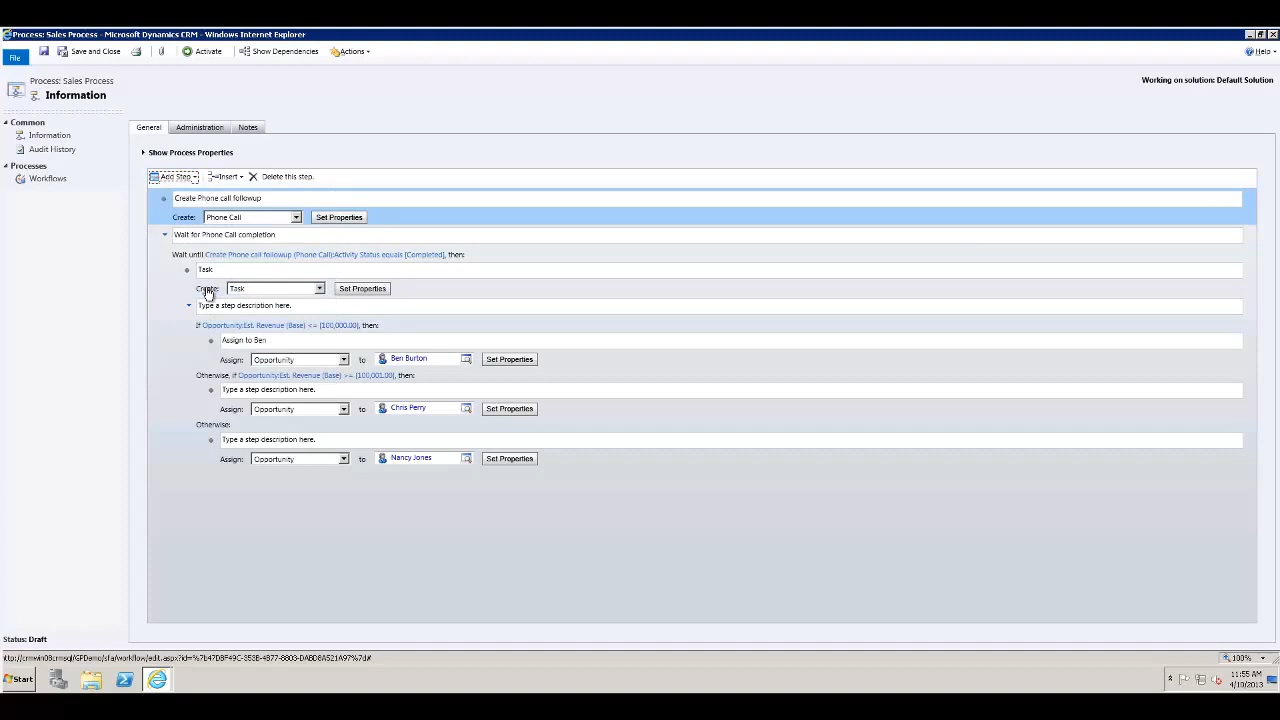 Process: Sales Process - Microsoft Dynamics CRM - Windows Internet Explorer
File Save and Close Activate Show Dependencies Actions Help
Process: Sales Process
Information
Working on solution: Default Solution
Common
Information
Audit History
Processes
Workflows
General Administration Notes
Show Process Properties
Add Step Insert Delete this step.
Create Phone call followup
Create: Phone Call Set Properties
Wait for Phone Call completion
Wait until Create Phone call followup (Phone Call):Activity Status equals [Completed], then:
Task
Create: Task Set Properties
Type a step description here.
If Opportunity:Est. Revenue (Base) <= [100,000.00], then:
Assign to Ben
Assign: Opportunity to Ben Burton Set Properties
Otherwise, if Opportunity:Est. Revenue (Base) >= [100,001.00], then:
Type a step description here.
Assign: Opportunity to Chris Perry Set Properties
Otherwise:
Type a step description here.
Assign: Opportunity to Nancy Jones Set Properties
Status: Draft
100%
Start
11:55 AM
4/10/2013